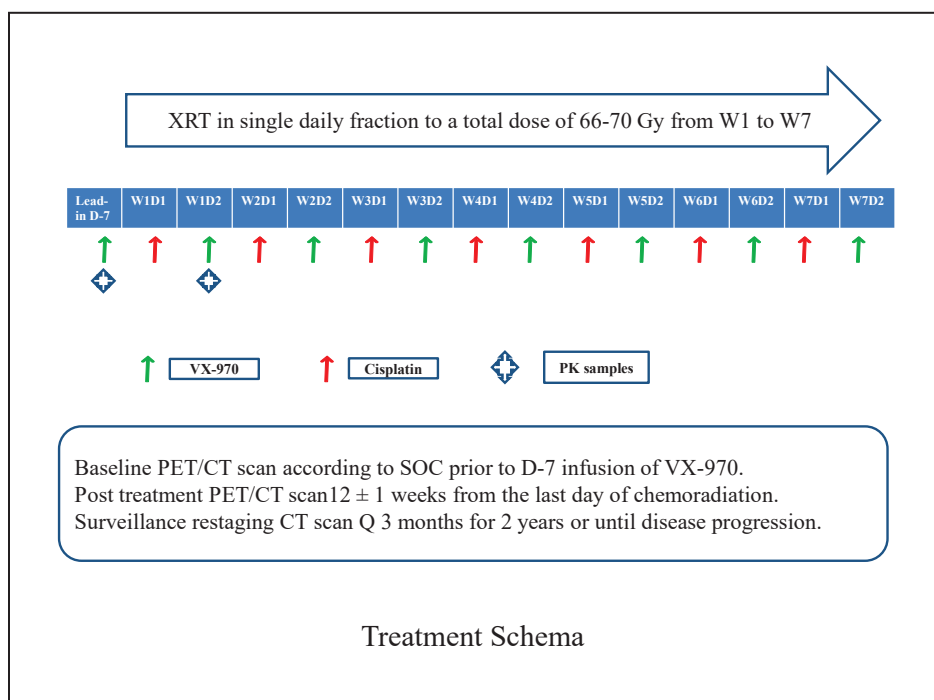 XRT in single daily fraction to a total dose of 66-70 Gy from W1 to W7
Lead-in D-7 W1D1 W1D2 W2D1 W2D2 W3D1 W3D2 W4D1 W4D2 W5D1 W5D2 W6D1 W6D2 W7D1 W7D2
VX-970 Cisplatin PK samples
Baseline PET/CT scan according to SOC prior to D-7 infusion of VX-970.
Post treatment PET/CT scan12 ± 1 weeks from the last day of chemoradiation.
Surveillance restaging CT scan Q 3 months for 2 years or until disease progression.
Treatment Schema